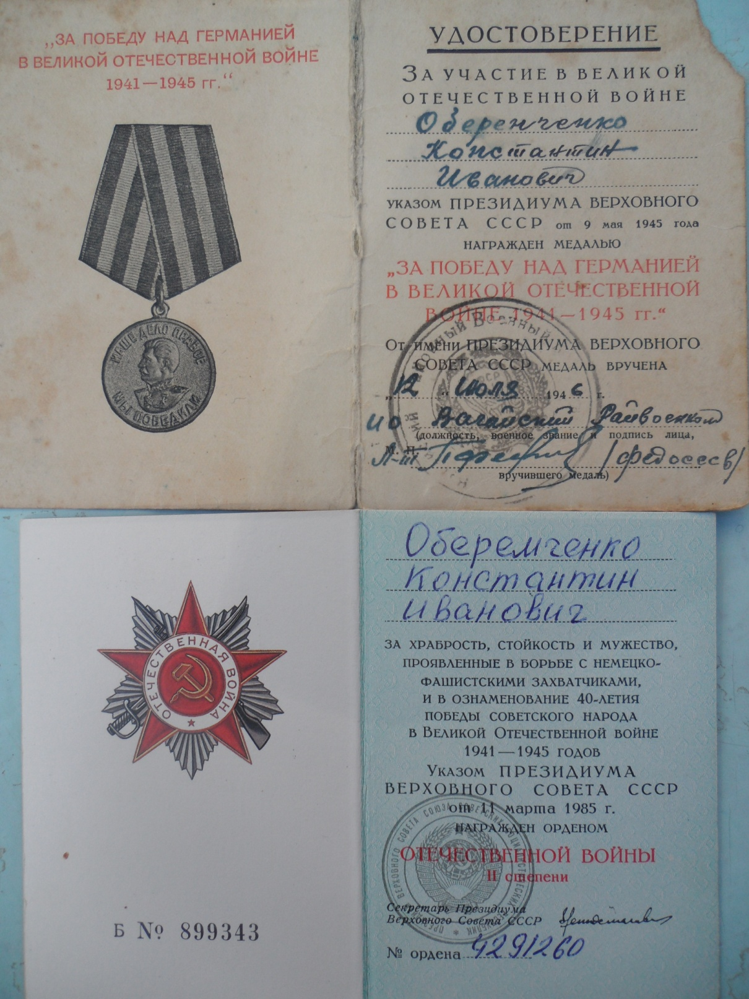 „ЗА ПОБЕДУ НАД ГЕРМАНИЕЙ
В ВЕЛИКОЙ ОТЕЧЕСТВЕННОЙ ВОЙНЕ
1941—1945 гг.“
НАШЕ ДЕЛО ПРАВОЕ
МЫ ПОБЕДИЛИ
УДОСТОВЕРЕНИЕ
ЗА УЧАСТИЕ В ВЕЛИКОЙ
ОТЕЧЕСТВЕННОЙ ВОЙНЕ
Оберенченко
Константин
Иванович
УКАЗОМ ПРЕЗИДИУМА ВЕРХОВНОГО
СОВЕТА СССР от 9 мая 1945 года
НАГРАЖДЕН МЕДАЛЬЮ
„ЗА ПОБЕДУ НАД ГЕРМАНИЕЙ
В ВЕЛИКОЙ ОТЕЧЕСТВЕННОЙ
ВОЙНЕ 1941—1945 гг.“
От имени ПРЕЗИДИУМА ВЕРХОВНОГО
СОВЕТА СССР МЕДАЛЬ ВРУЧЕНА
„12 " июля 1946 г.
ио Вагайский Райвоенком
(должность, военное звание и подпись лица,
М. П.
Л-т /Федосеев/
вручившего медаль)
ОТЕЧЕСТВЕННАЯ ВОЙНА
Б № 899343
Оберемченко
Константин
Иванович
ЗА ХРАБРОСТЬ, СТОЙКОСТЬ И МУЖЕСТВО,
ПРОЯВЛЕННЫЕ В БОРЬБЕ С НЕМЕЦКО-
ФАШИСТСКИМИ ЗАХВАТЧИКАМИ,
И В ОЗНАМЕНОВАНИЕ 40-ЛЕТИЯ
ПОБЕДЫ СОВЕТСКОГО НАРОДА
В ВЕЛИКОЙ ОТЕЧЕСТВЕННОЙ ВОЙНЕ
1941—1945 ГОДОВ
УКАЗОМ ПРЕЗИДИУМА
ВЕРХОВНОГО СОВЕТА СССР
от 11 марта 1985 г.
НАГРАЖДЕН ОРДЕНОМ
ОТЕЧЕСТВЕННОЙ ВОЙНЫ
II степени
Секретарь Президиума
Верховного Совета СССР
№ ордена 4291260